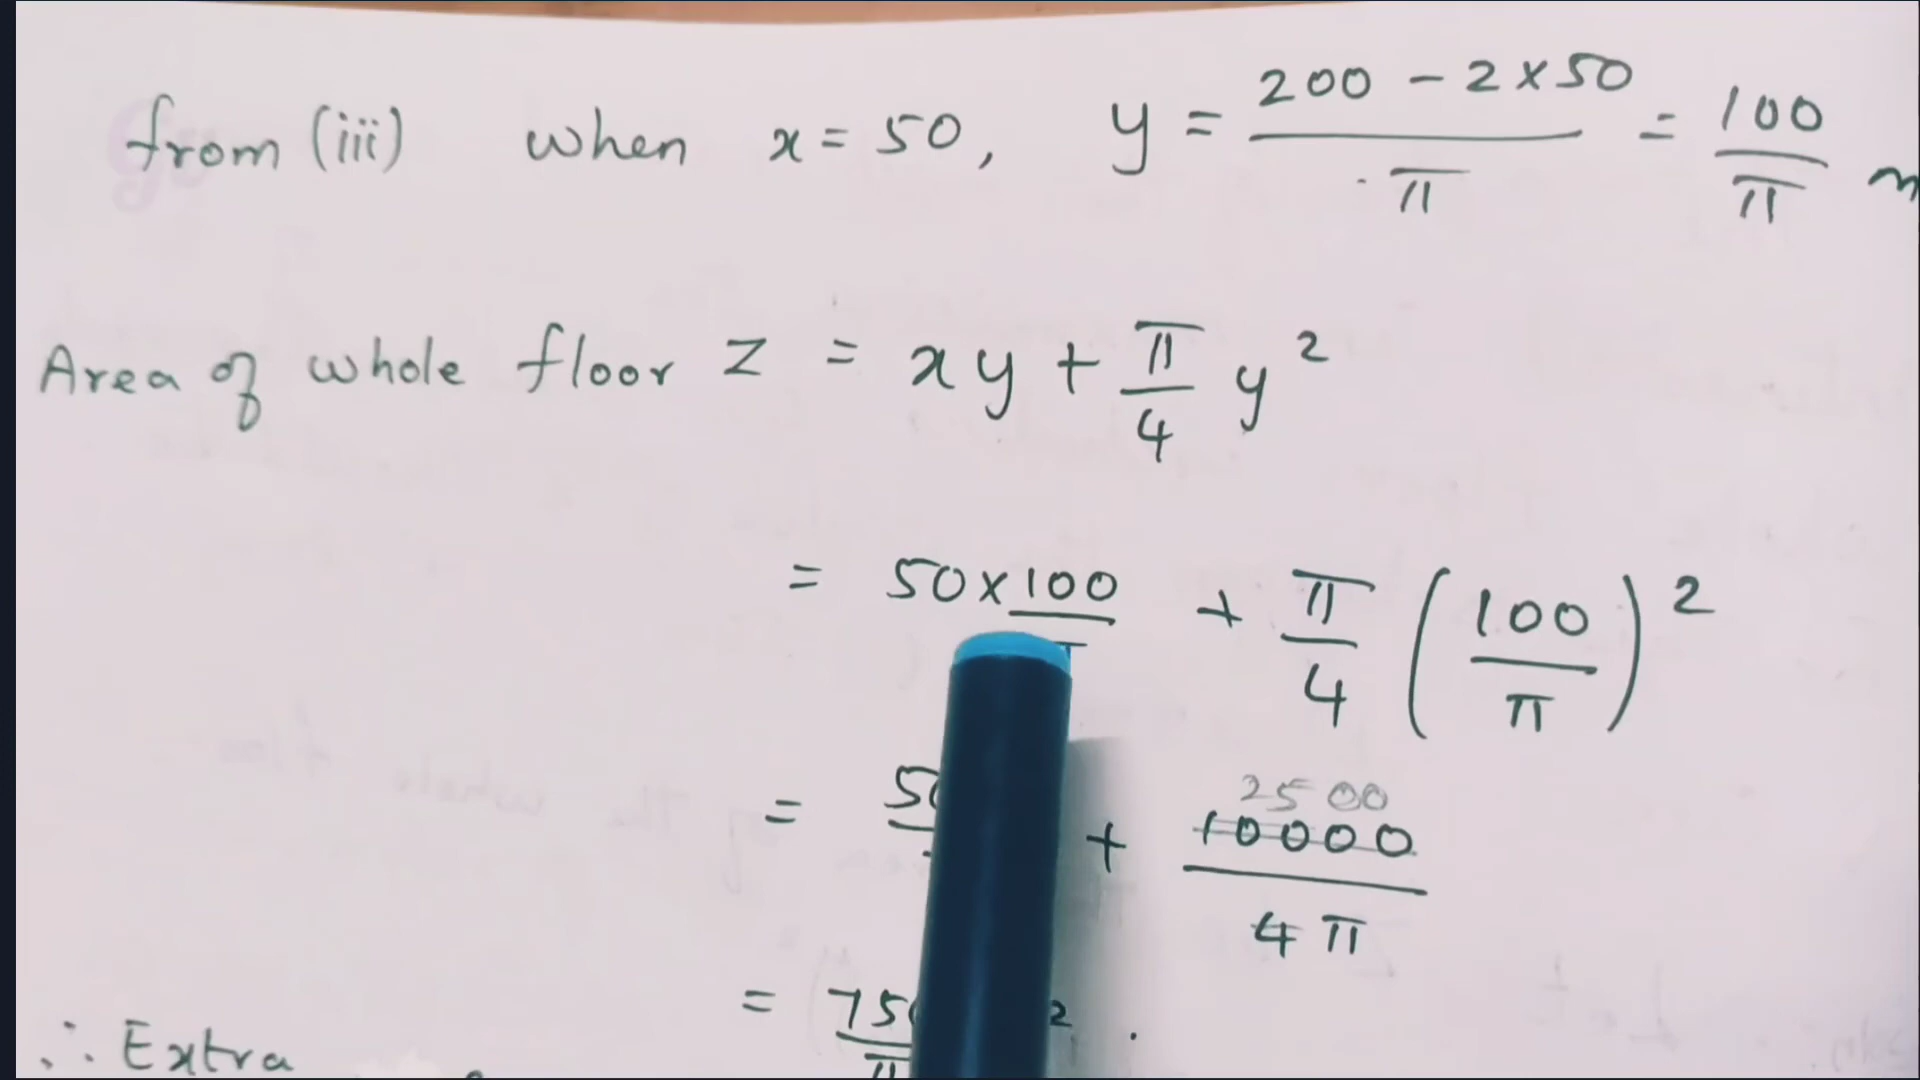 from (iii) when x = 50, y = (200 - 2 x 50)/π = 100/π m
Area of whole floor Z = xy + π/4 y²
= 50 x 100/π + π/4 (100/π)²
= + 2500 10000/4π
= /π ² .
∴ Extra